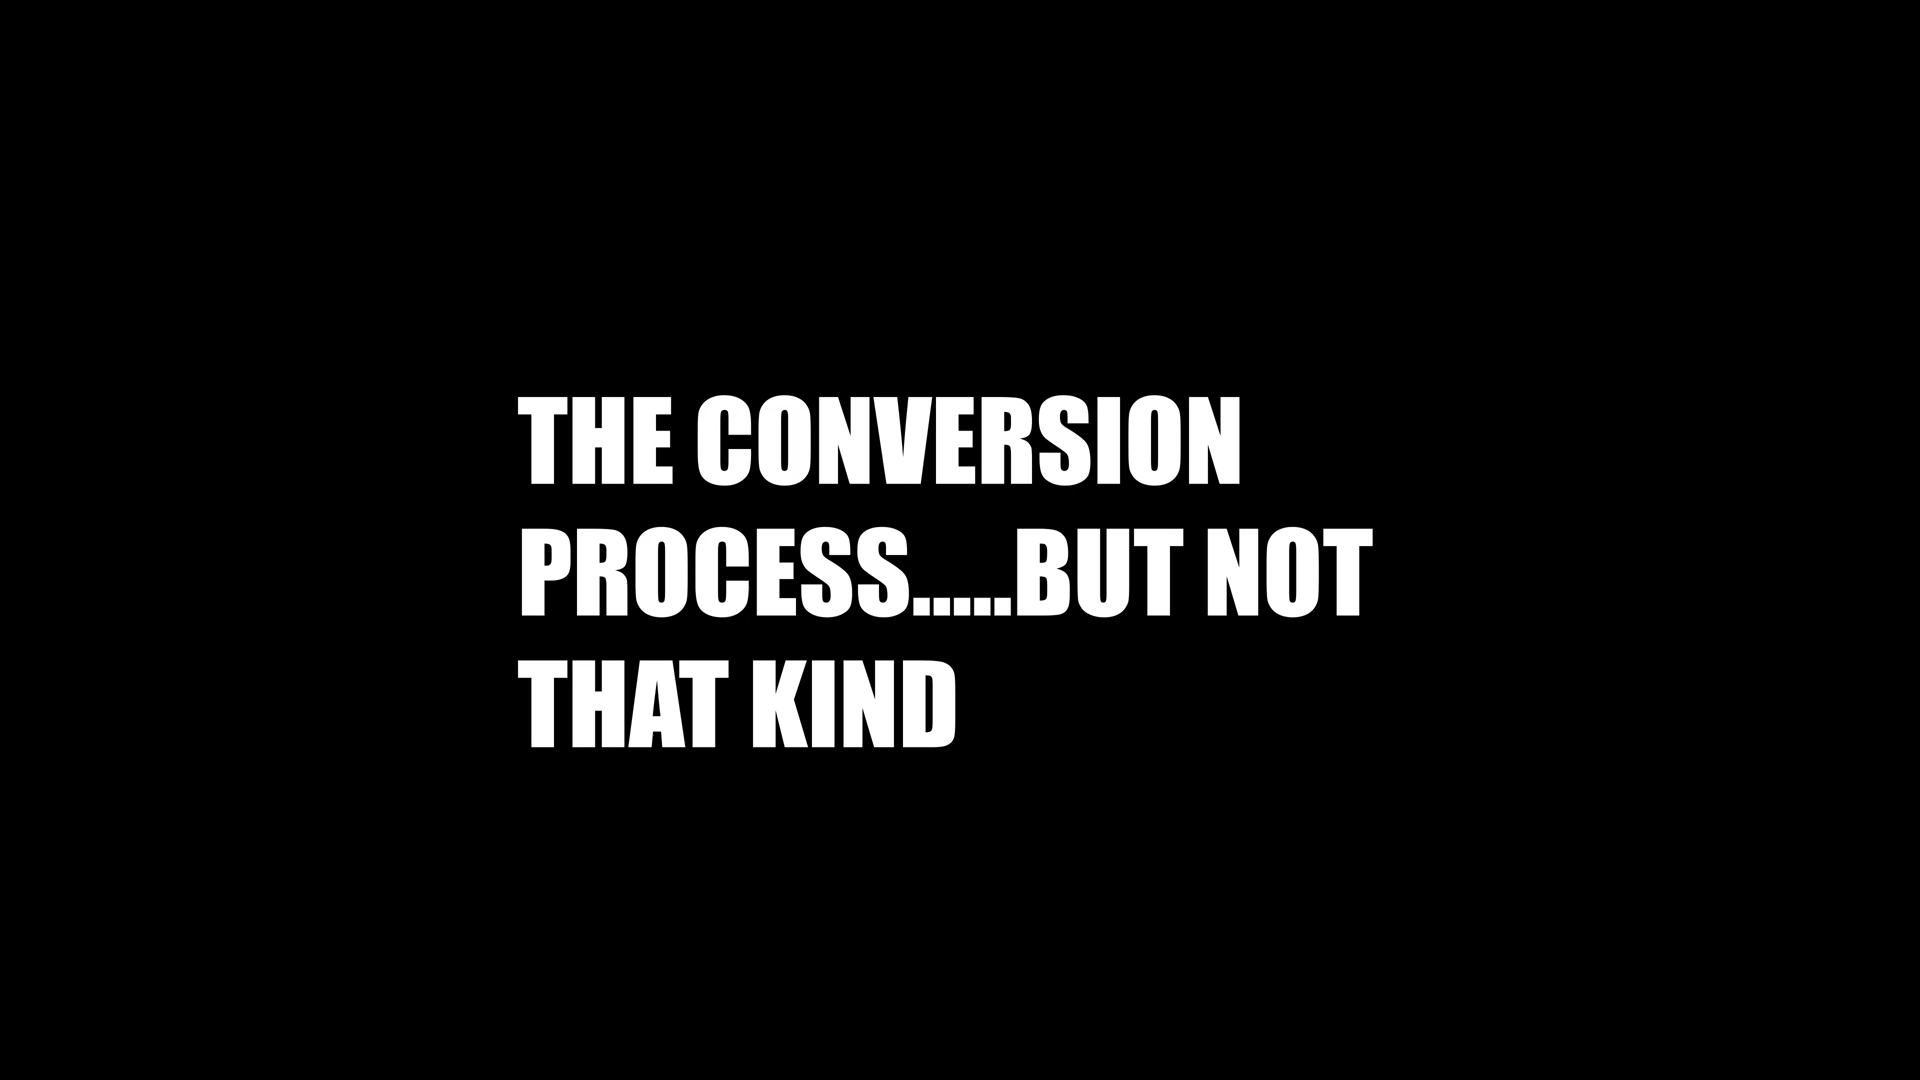 THE CONVERSION
PROCESS.....BUT NOT
THAT KIND